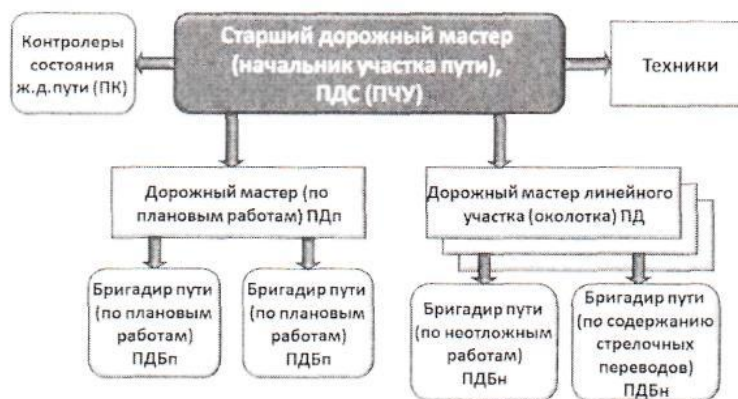 Контролеры
состояния
ж.д.пути (ПК)
Старший дорожный мастер
(начальник участка пути),
ПДС (ПЧУ)
Техники
Дорожный мастер (по
плановым работам) ПДп
Дорожный мастер линейного
участка (околотка) ПД
Бригадир пути
(по плановым
работам)
ПДБп
Бригадир пути
(по плановым
работам)
ПДБп
Бригадир пути
(по неотложным
работам)
ПДБн
Бригадир пути
(по содержанию
стрелочных
переводов)
ПДБн